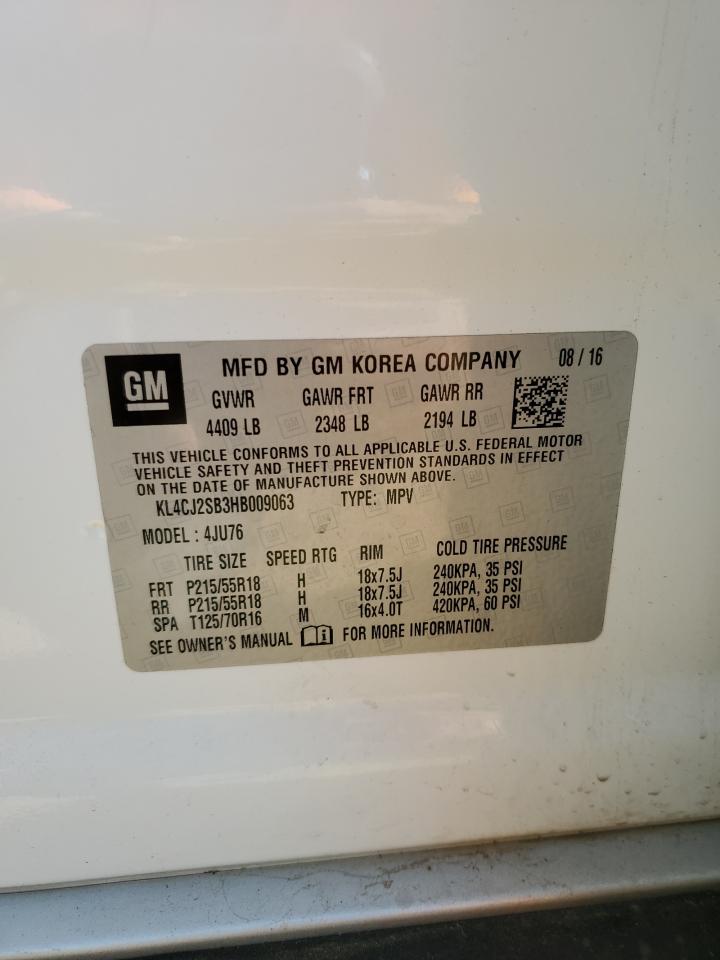 GM
MFD BY GM KOREA COMPANY 08 / 16
GVWR GAWR FRT GAWR RR
4409 LB 2348 LB 2194 LB
THIS VEHICLE CONFORMS TO ALL APPLICABLE U.S. FEDERAL MOTOR
VEHICLE SAFETY AND THEFT PREVENTION STANDARDS IN EFFECT
ON THE DATE OF MANUFACTURE SHOWN ABOVE.
KL4CJ2SB3HB009063 TYPE: MPV
MODEL : 4JU76
TIRE SIZE SPEED RTG RIM COLD TIRE PRESSURE
FRT P215/55R18 H 18x7.5J 240KPA, 35 PSI
RR P215/55R18 H 18x7.5J 240KPA, 35 PSI
SPA T125/70R16 M 16x4.0T 420KPA, 60 PSI
SEE OWNER'S MANUAL FOR MORE INFORMATION.